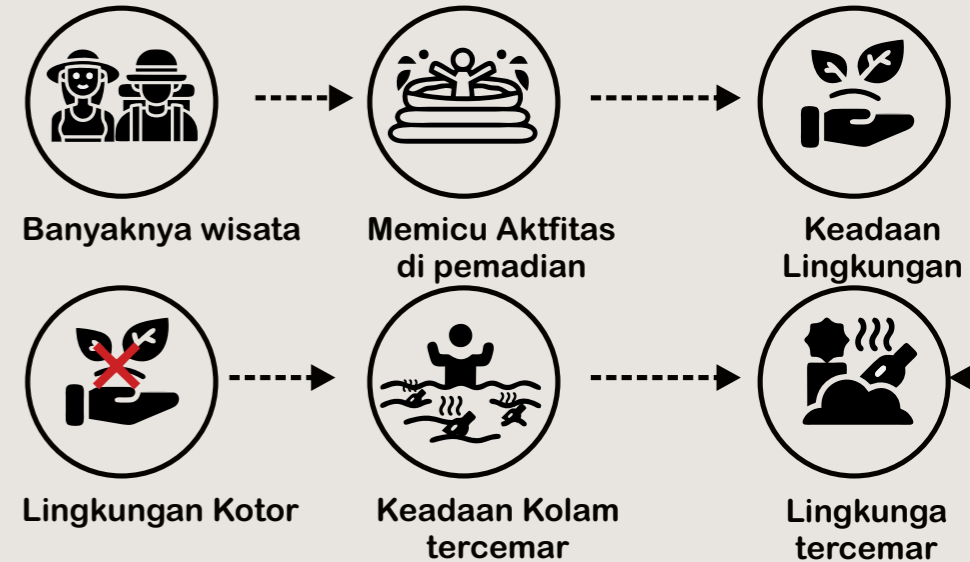 Banyaknya wisata
Memicu Aktfitas
di pemadian
Keadaan
Lingkungan
Lingkungan Kotor
Keadaan Kolam
tercemar
Lingkunga
tercemar